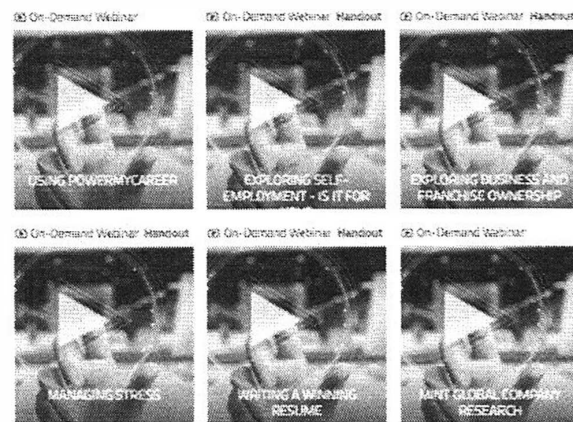 On-Demand Webinar
On-Demand Webinar Handout
On-Demand Webinar Handout
USING POWERMYCAREER
EXPLORING SELF-
EMPLOYMENT - IS IT FOR
EXPLORING BUSINESS AND
FRANCHISE OWNERSHIP
On-Demand Webinar Handout
On-Demand Webinar Handout
On-Demand Webinar
MANAGING STRESS
WRITING A WINNING
RESUME
MINT GLOBAL COMPANY
RESEARCH